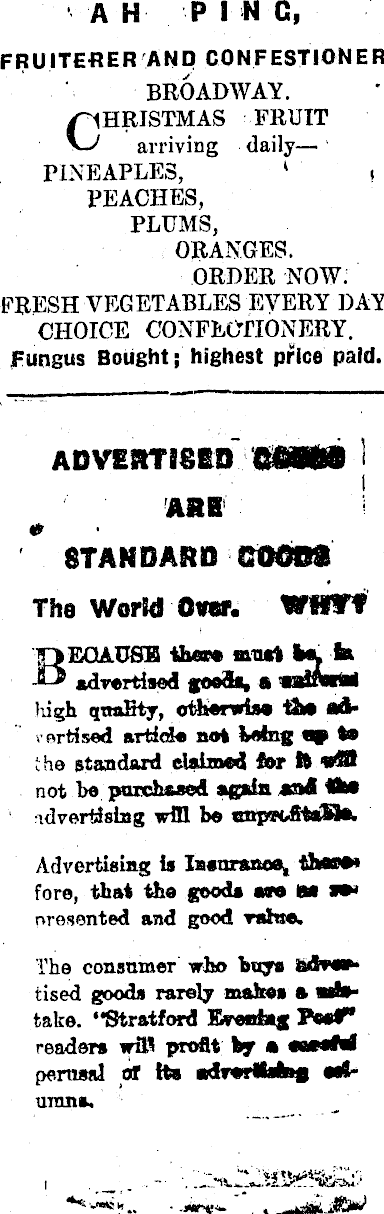 AH PING,
FRUITERER AND CONFESTIONER
BROADWAY.
CHRISTMAS FRUIT
arriving daily—
PINEAPLES,
PEACHES,
PLUMS,
ORANGES.
ORDER NOW.
FRESH VEGETABLES EVERY DAY
CHOICE CONFECTIONERY.
Fungus Bought; highest price paid.
ADVERTISED GOODS
ARE
STANDARD GOODS
The World Over. WHY?
BECAUSE there must be, in
advertised goods, a uniform
high quality, otherwise the ad-
vertised article not being up to
the standard claimed for it will
not be purchased again and the
advertising will be unprofitable.
Advertising is Insurance, there-
fore, that the goods are as re-
presented and good value.
The consumer who buys adver-
tised goods rarely makes a mis-
take. "Stratford Evening Post"
readers will profit by a careful
perusal of its advertising col-
umns.